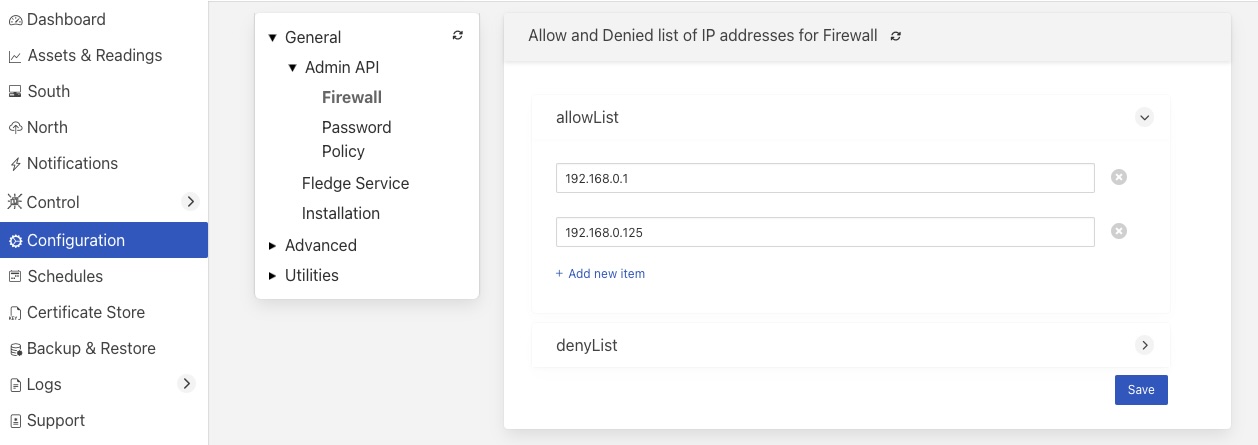 Dashboard
Assets & Readings
South
North
Notifications
Control
Configuration
Schedules
Certificate Store
Backup & Restore
Logs
Support
General
Admin API
Firewall
Password
Policy
Fledge Service
Installation
Advanced
Utilities
Allow and Denied list of IP addresses for Firewall
allowList
192.168.0.1
192.168.0.125
+ Add new item
denyList
Save